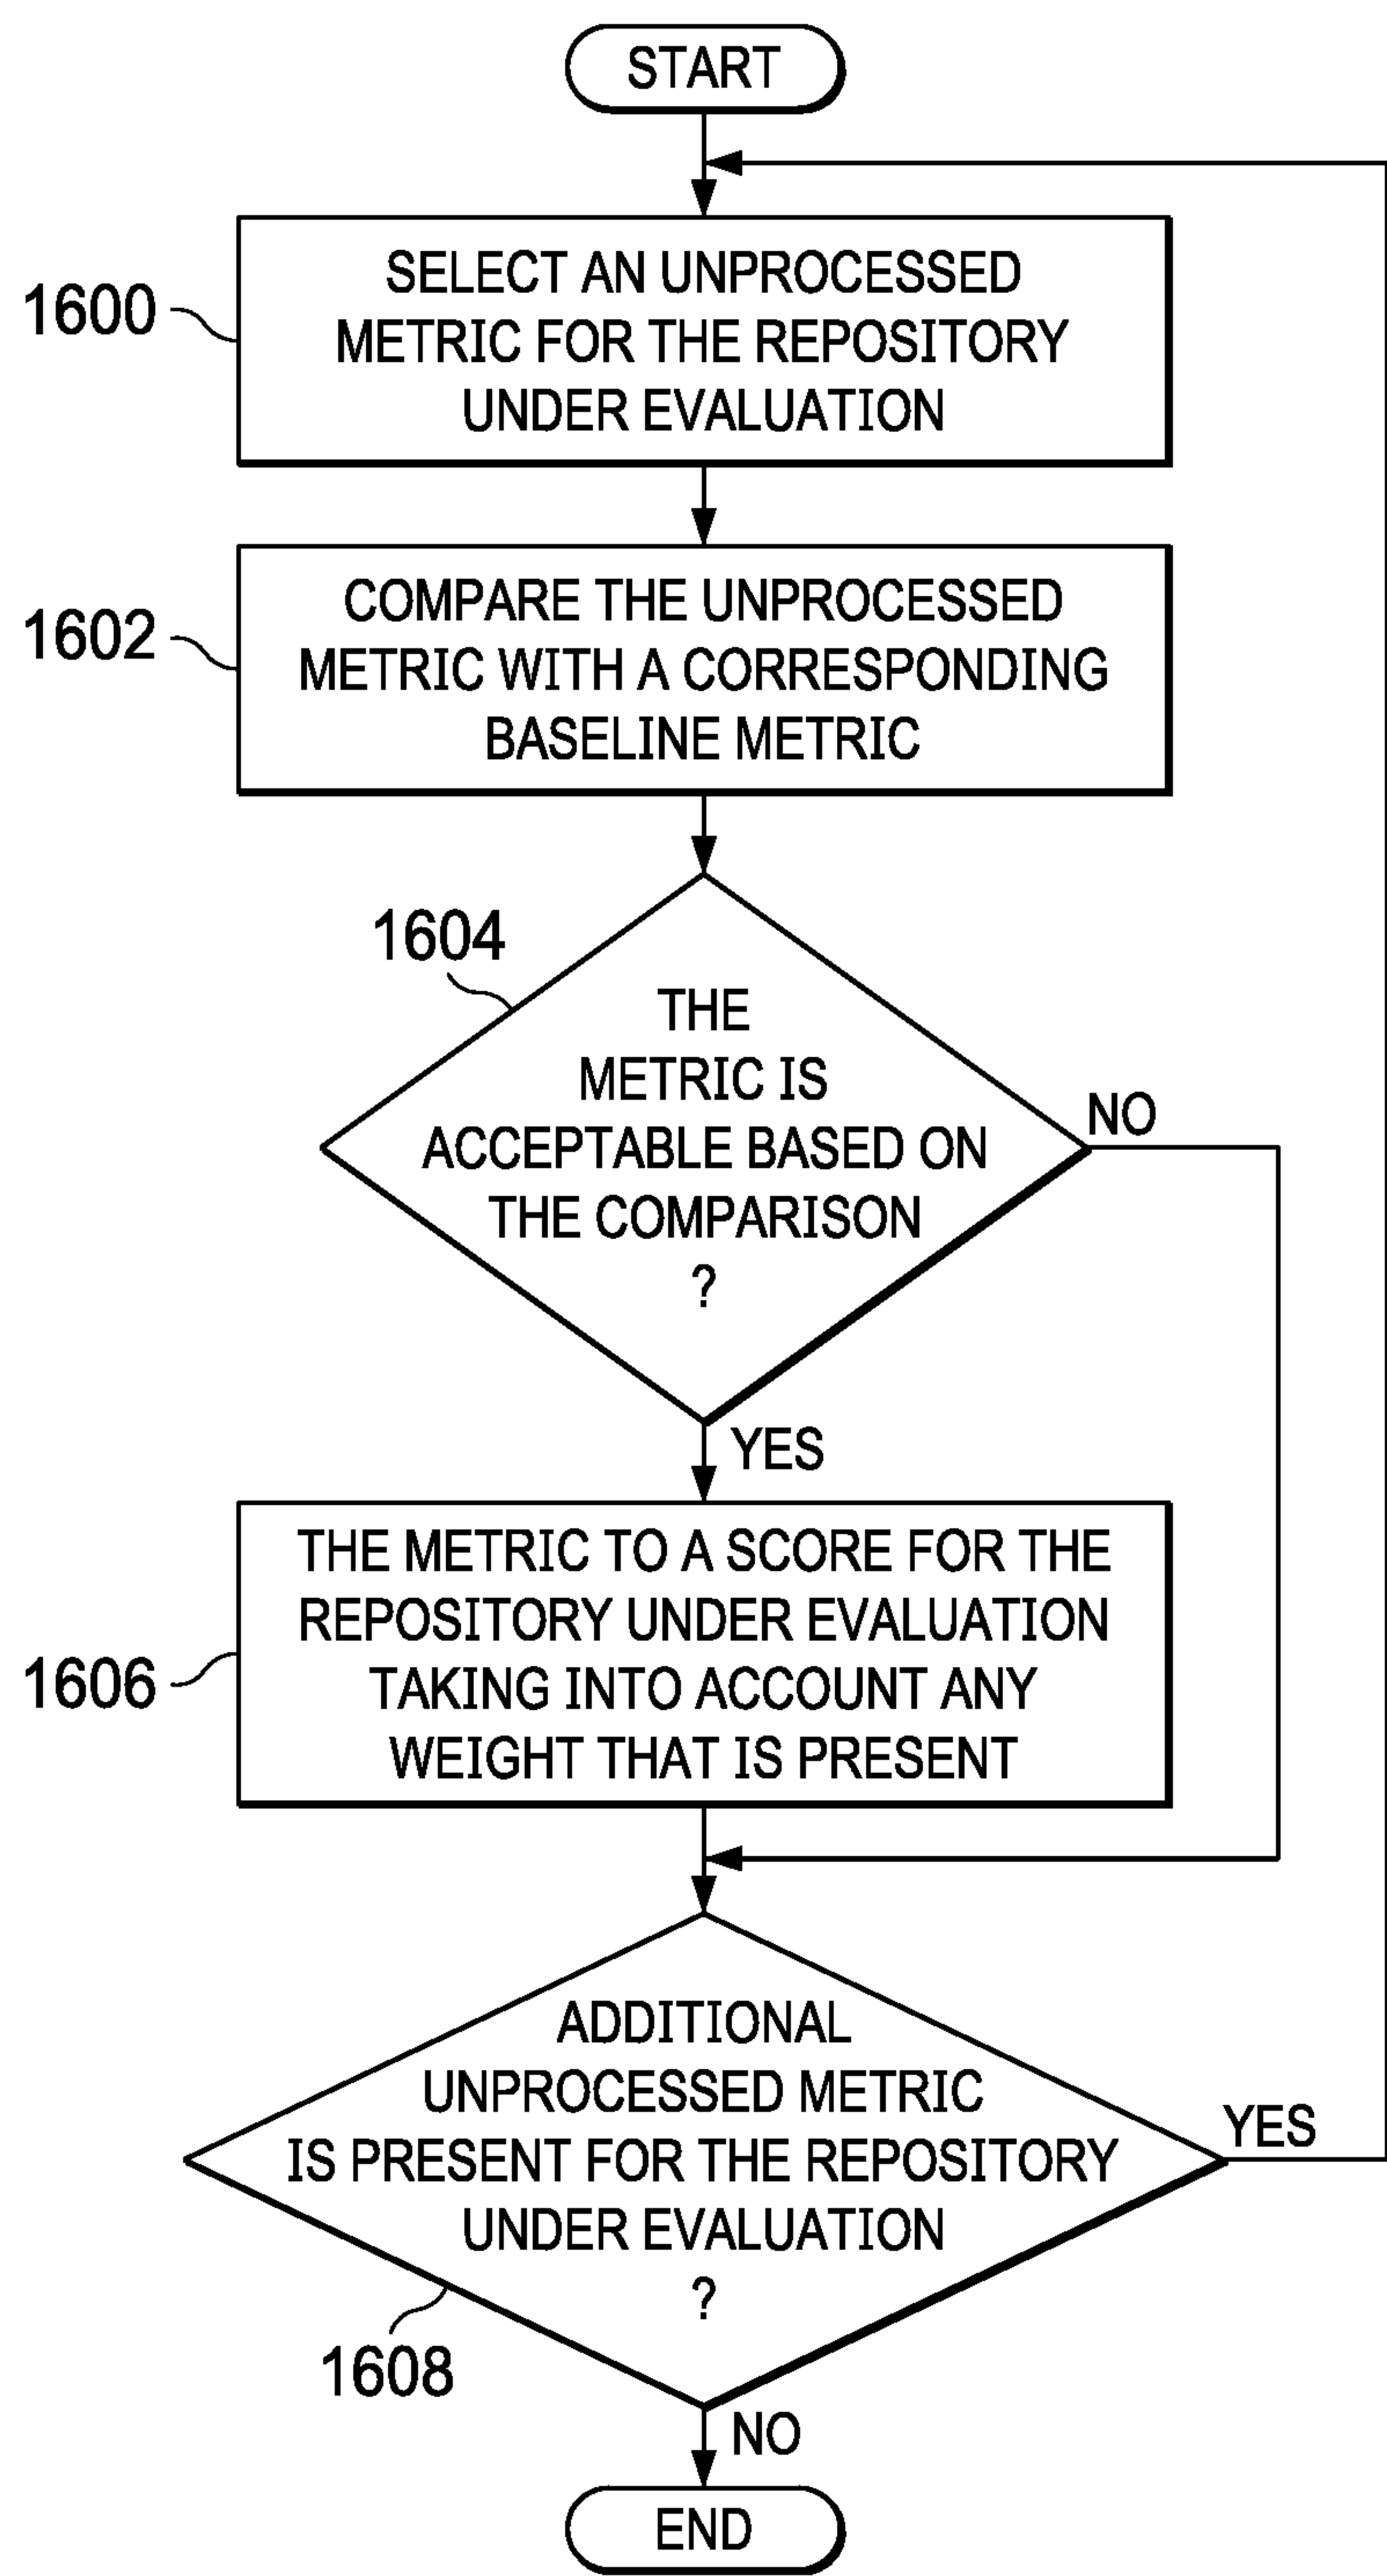 START
1600
SELECT AN UNPROCESSED
METRIC FOR THE REPOSITORY
UNDER EVALUATION
1602
COMPARE THE UNPROCESSED
METRIC WITH A CORRESPONDING
BASELINE METRIC
1604
THE
METRIC IS
ACCEPTABLE BASED ON
THE COMPARISON
?
NO
YES
1606
THE METRIC TO A SCORE FOR THE
REPOSITORY UNDER EVALUATION
TAKING INTO ACCOUNT ANY
WEIGHT THAT IS PRESENT
ADDITIONAL
UNPROCESSED METRIC
IS PRESENT FOR THE REPOSITORY
UNDER EVALUATION
?
YES
1608
NO
END